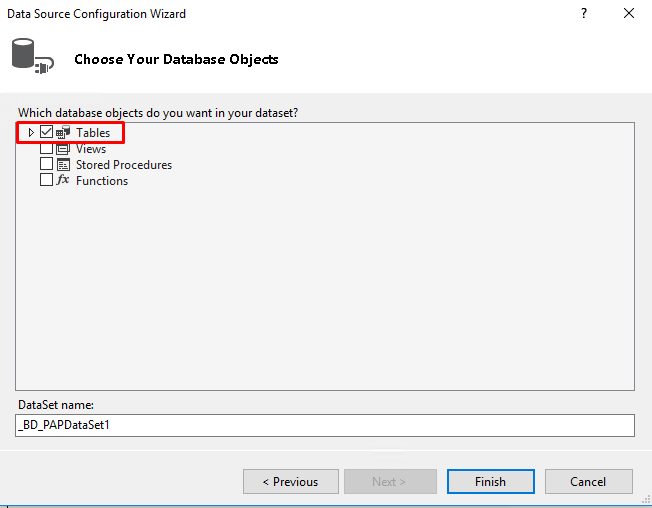 Data Source Configuration Wizard
?
Choose Your Database Objects
Which database objects do you want in your dataset?
Tables
Views
Stored Procedures
fx Functions
DataSet name:
_BD_PAPDataSet1
< Previous Next > Finish Cancel